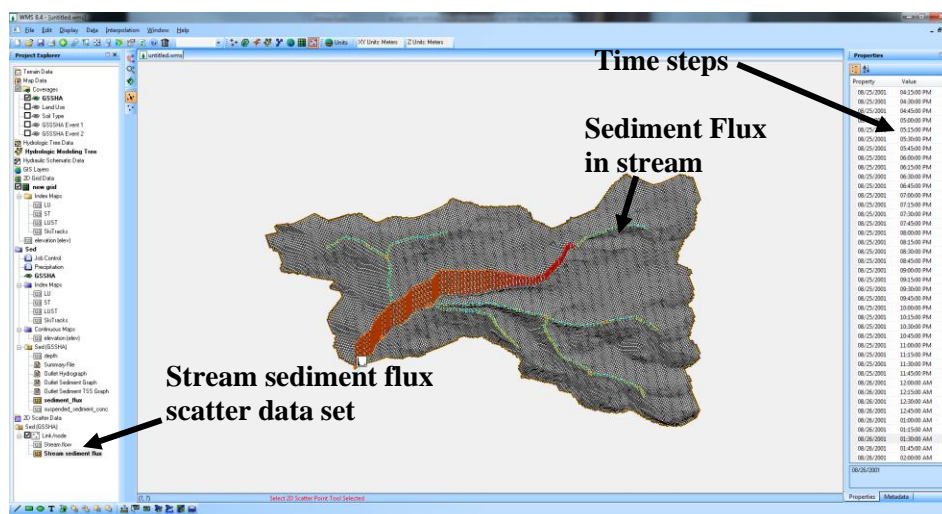 WMS 8.4 - [untitled.wms]
File Edit Display Data Interpolation Window Help
Units XY Units: Meters Z Units: Meters
Project Explorer
untitled.wms
Properties
Terrain Data
Map Data
Coverages
GSSHA
Land Use
Soil Type
GSSHA Event 1
GSSHA Event 2
Hydrologic Tree Data
Hydrologic Modeling Tree
Hydraulic Schematic Data
GIS Layers
2D Grid Data
new grid
Index Maps
LU
ST
LUST
SkiTracks
elevation (elev)
Sed
Job Control
Precipitation
GSSHA
Index Maps
LU
ST
LUST
SkiTracks
Continuous Maps
elevation (elev)
Sed (GSSHA)
depth
Summary File
Outlet Hydrograph
Outlet Sediment Graph
Outlet Sediment TSS Graph
sediment_flux
suspended_sediment_conc
2D Scatter Data
Sed (GSSHA)
Link/node
Stream flow
Stream sediment flux
Time steps
Sediment Flux
in stream
Stream sediment flux
scatter data set
Property Value
08/25/2001 04:15:00 PM
08/25/2001 04:30:00 PM
08/25/2001 04:45:00 PM
08/25/2001 05:00:00 PM
08/25/2001 05:15:00 PM
08/25/2001 05:30:00 PM
08/25/2001 05:45:00 PM
08/25/2001 06:00:00 PM
08/25/2001 06:15:00 PM
08/25/2001 06:30:00 PM
08/25/2001 06:45:00 PM
08/25/2001 07:00:00 PM
08/25/2001 07:15:00 PM
08/25/2001 07:30:00 PM
08/25/2001 07:45:00 PM
08/25/2001 08:00:00 PM
08/25/2001 08:15:00 PM
08/25/2001 08:30:00 PM
08/25/2001 08:45:00 PM
08/25/2001 09:00:00 PM
08/25/2001 09:15:00 PM
08/25/2001 09:30:00 PM
08/25/2001 09:45:00 PM
08/25/2001 10:00:00 PM
08/25/2001 10:15:00 PM
08/25/2001 10:30:00 PM
08/25/2001 10:45:00 PM
08/25/2001 11:00:00 PM
08/25/2001 11:15:00 PM
08/25/2001 11:30:00 PM
08/25/2001 11:45:00 PM
08/26/2001 12:00:00 AM
08/26/2001 12:15:00 AM
08/26/2001 12:30:00 AM
08/26/2001 12:45:00 AM
08/26/2001 01:00:00 AM
08/26/2001 01:15:00 AM
08/26/2001 01:30:00 AM
08/26/2001 01:45:00 AM
08/26/2001 02:00:00 AM
08/26/2001
Properties Metadata
(?, ?) Select 2D Scatter Point Tool Selected